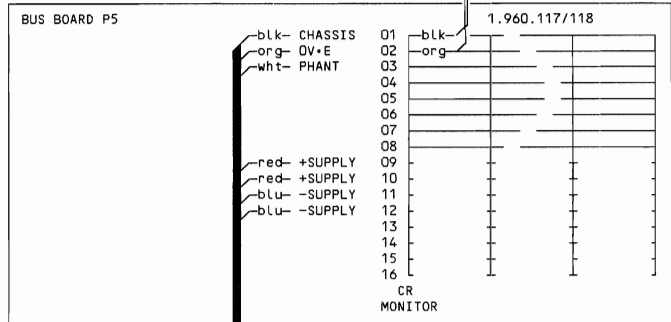 BUS BOARD P5 1.960.117/118
blk CHASSIS 01 blk
org 0V•E 02 org
wht PHANT 03
04
05
06
07
08
red +SUPPLY 09
red +SUPPLY 10
blu -SUPPLY 11
blu -SUPPLY 12
13
14
15
16
CR
MONITOR